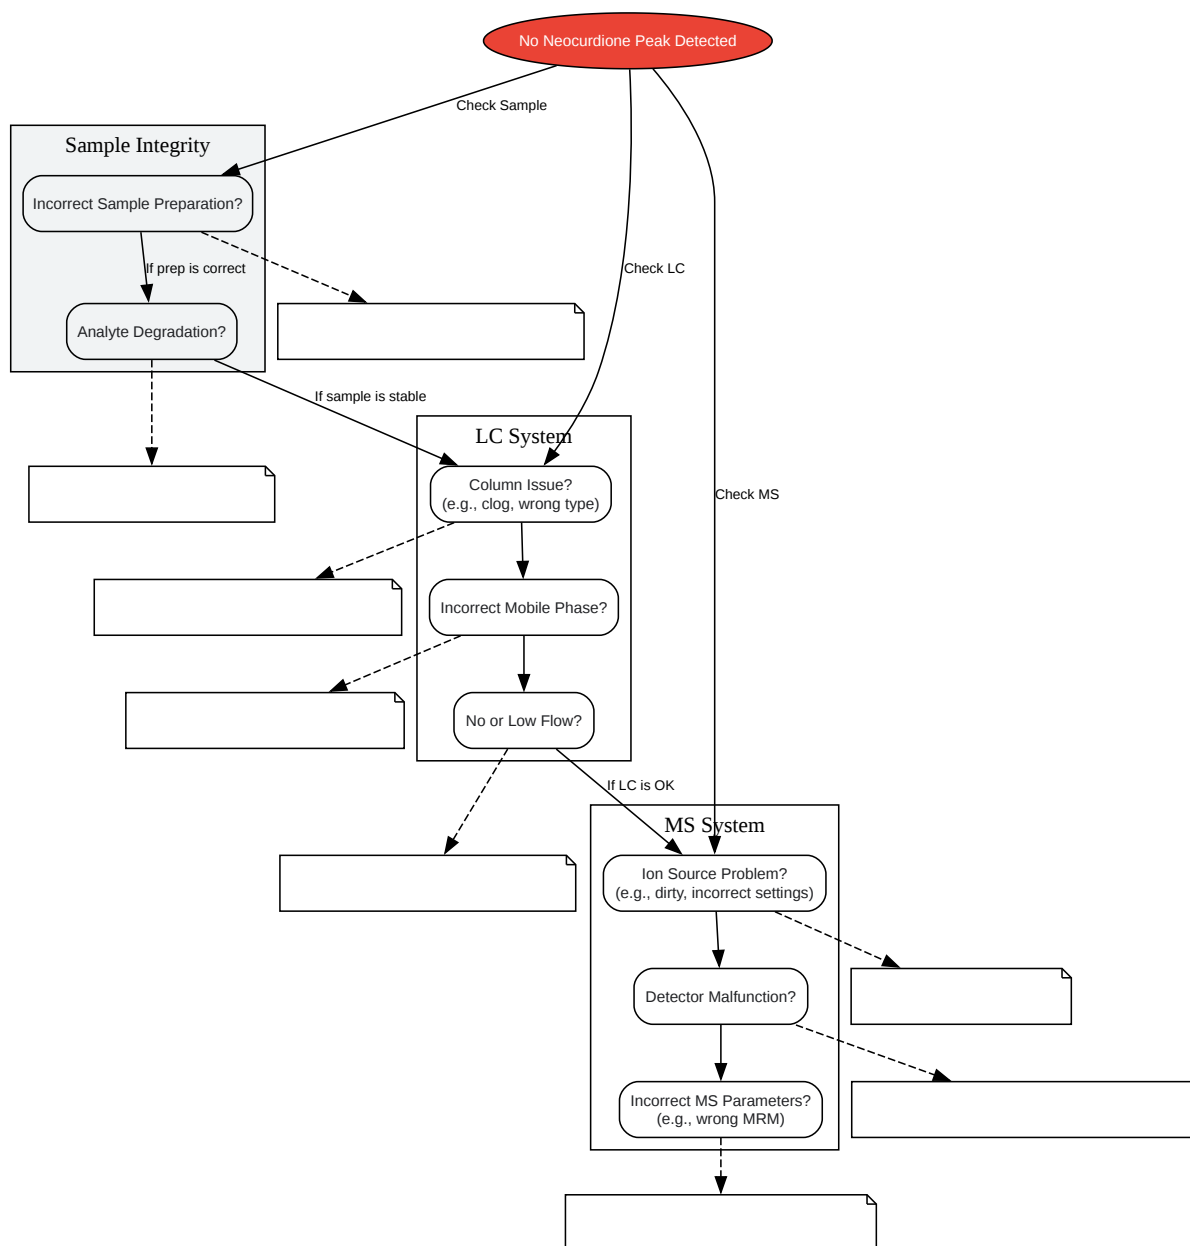 No Neocurdione Peak Detected
Check Sample
Sample Integrity
Incorrect Sample Preparation?
If prep is correct
Check LC
Analyte Degradation?
If sample is stable
LC System
Column Issue?
(e.g., clog, wrong type)
Check MS
Incorrect Mobile Phase?
No or Low Flow?
If LC is OK
MS System
Ion Source Problem?
(e.g., dirty, incorrect settings)
Detector Malfunction?
Incorrect MS Parameters?
(e.g., wrong MRM)